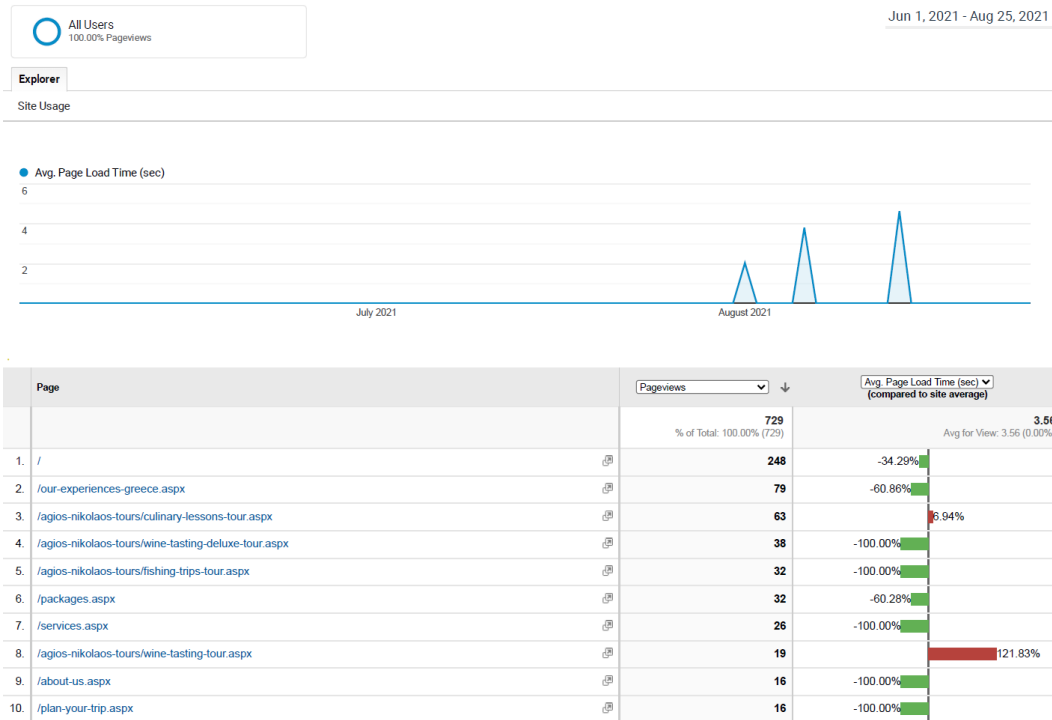 All Users
100.00% Pageviews
Jun 1, 2021 - Aug 25, 2021
Explorer
Site Usage
Avg. Page Load Time (sec)
6
4
2
July 2021
August 2021
Page
Pageviews
Avg. Page Load Time (sec)
(compared to site average)
729
% of Total: 100.00% (729)
3.56
Avg for View: 3.56 (0.00%
1. / 248 -34.29%
2. /our-experiences-greece.aspx 79 -60.86%
3. /agios-nikolaos-tours/culinary-lessons-tour.aspx 63 6.94%
4. /agios-nikolaos-tours/wine-tasting-deluxe-tour.aspx 38 -100.00%
5. /agios-nikolaos-tours/fishing-trips-tour.aspx 32 -100.00%
6. /packages.aspx 32 -60.28%
7. /services.aspx 26 -100.00%
8. /agios-nikolaos-tours/wine-tasting-tour.aspx 19 121.83%
9. /about-us.aspx 16 -100.00%
10. /plan-your-trip.aspx 16 -100.00%